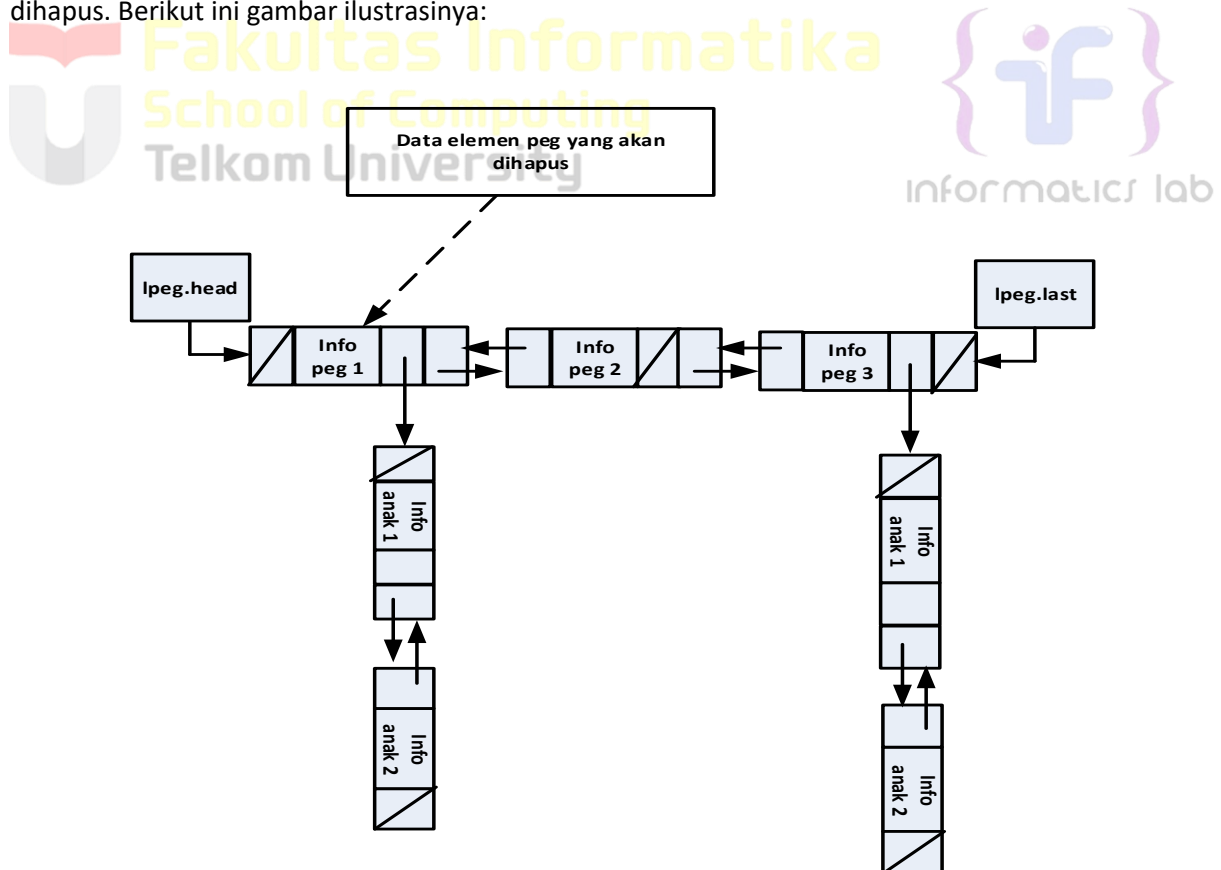 dihapus. Berikut ini gambar ilustrasinya:
Fakultas Informatika
School of Computing
Telkom University
informatics lab
Data elemen peg yang akan
dihapus
lpeg.head
lpeg.last
Info
peg 1
Info
peg 2
Info
peg 3
Info
anak 1
Info
anak 1
Info
anak 2
Info
anak 2